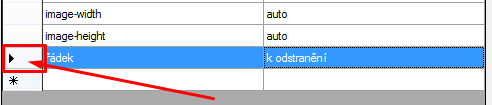 image-width auto
image-height auto
řádek k odstranění